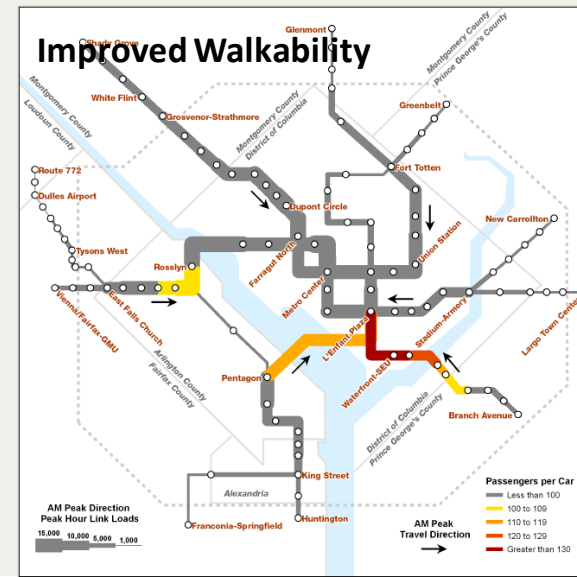 Improved Walkability
Shady Grove
Glenmont
Montgomery County
Prince George's County
White Flint
Greenbelt
Montgomery County
Loudoun County
Grosvenor-Strathmore
Montgomery County
District of Columbia
Route 772
Fort Totten
Dulles Airport
Dupont Circle
New Carrollton
Tysons West
Farragut North
Union Station
Rosslyn
Metro Center
Vienna/Fairfax-GMU
East Falls Church
L'Enfant Plaza
Stadium-Armory
Largo Town Center
Arlington County
Fairfax County
Waterfront-SEU
Pentagon
District of Columbia
Prince George's County
Branch Avenue
King Street
Alexandria
Huntington
Franconia-Springfield
AM Peak Direction
Peak Hour Link Loads
15,000
10,000
5,000
1,000
AM Peak
Travel Direction
Passengers per Car
Less than 100
100 to 109
110 to 119
120 to 129
Greater than 130